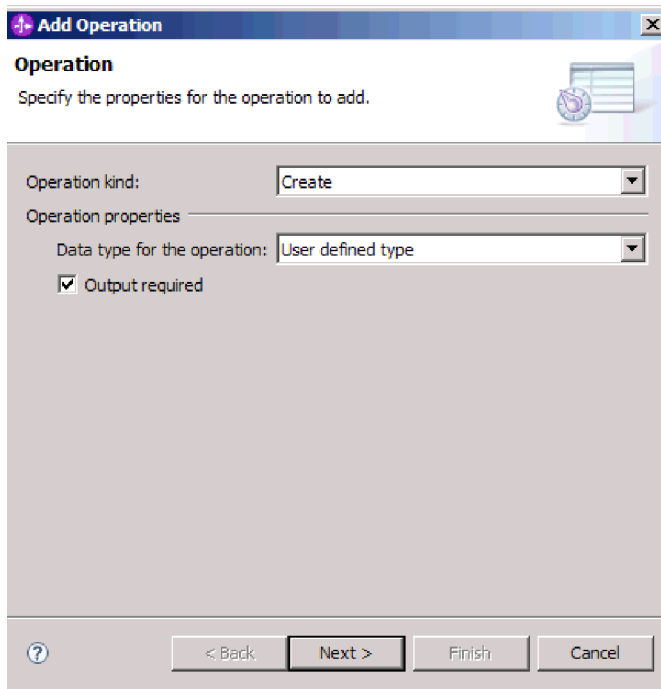 Add Operation
Operation
Specify the properties for the operation to add.
Operation kind: Create
Operation properties
Data type for the operation: User defined type
Output required
< Back Next > Finish Cancel